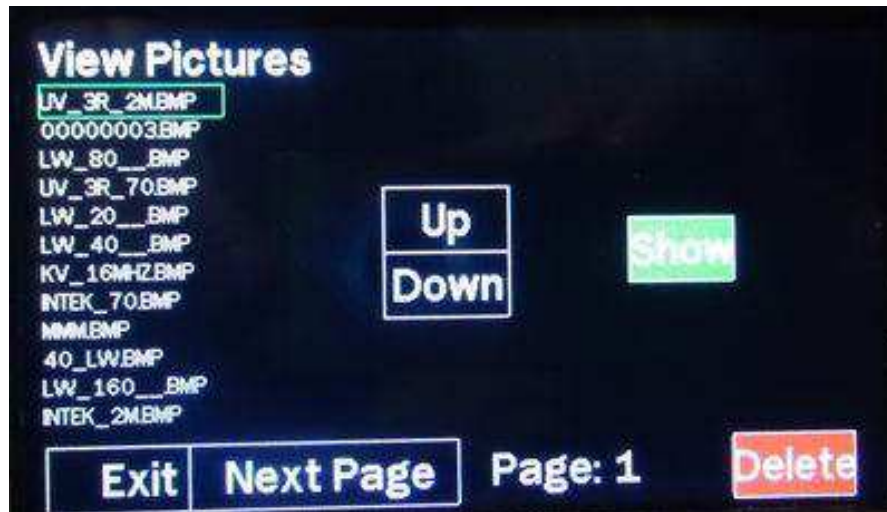 View Pictures
UV_3R_2M.BMP
00000003.BMP
LW_80__.BMP
UV_3R_70.BMP
LW_20__.BMP
LW_40__.BMP
KV_16MHZ.BMP
INTEK_70.BMP
MMM.BMP
40_LW.BMP
LW_160__.BMP
INTEK_2M.BMP
Up
Down
Show
Exit
Next Page
Page: 1
Delete